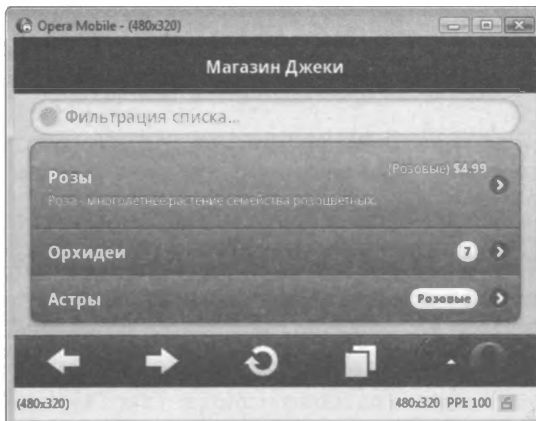 Opera Mobile - (480x320)
Магазин Джеки
Фильтрация списка...
Розы
(Розовые) $4.99
Роза - многолетнее растение семейства розоцветных.
Орхидеи
7
Астры
Розовые
(480x320)
480x320 PPI: 100